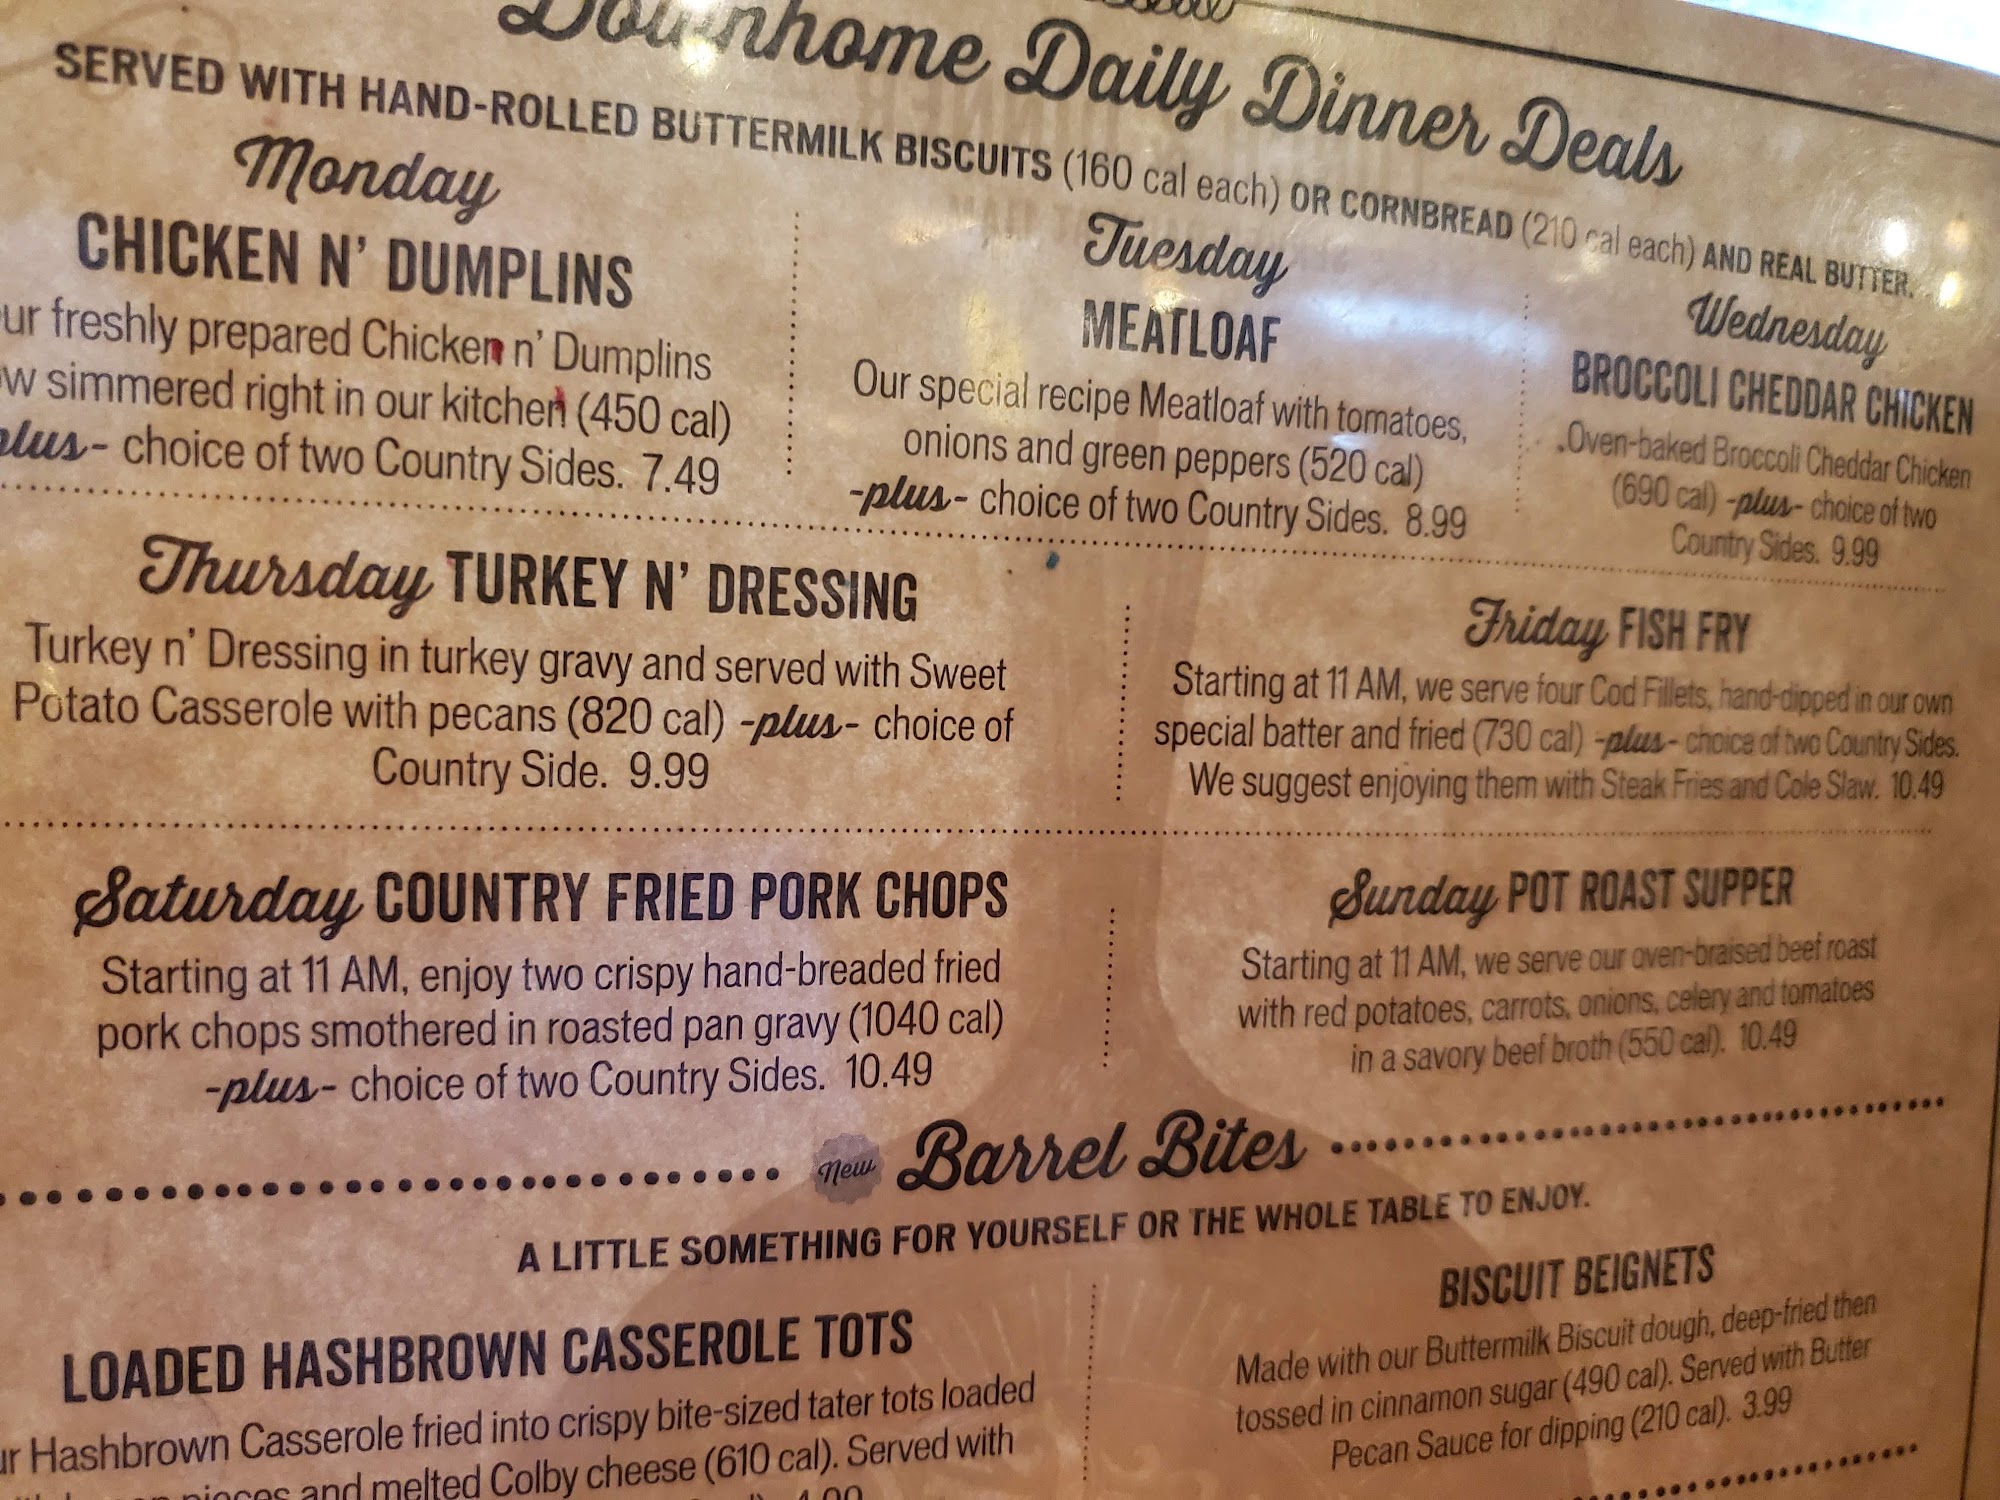 Downhome Daily Dinner Deals
SERVED WITH HAND-ROLLED BUTTERMILK BISCUITS (160 cal each) OR CORNBREAD (210 cal each) AND REAL BUTTER.
Monday
CHICKEN N' DUMPLINS
ur freshly prepared Chicken n' Dumplins
w simmered right in our kitchen (450 cal)
plus- choice of two Country Sides. 7.49
Tuesday
MEATLOAF
Our special recipe Meatloaf with tomatoes,
onions and green peppers (520 cal)
-plus- choice of two Country Sides. 8.99
Wednesday
BROCCOLI CHEDDAR CHICKEN
Oven-baked Broccoli Cheddar Chicken
(690 cal) -plus- choice of two
Country Sides. 9.99
Thursday TURKEY N' DRESSING
Turkey n' Dressing in turkey gravy and served with Sweet
Potato Casserole with pecans (820 cal) -plus- choice of
Country Side. 9.99
Friday FISH FRY
Starting at 11 AM, we serve four Cod Fillets, hand-dipped in our own
special batter and fried (730 cal) -plus- choice of two Country Sides.
We suggest enjoying them with Steak Fries and Cole Slaw. 10.49
Saturday COUNTRY FRIED PORK CHOPS
Starting at 11 AM, enjoy two crispy hand-breaded fried
pork chops smothered in roasted pan gravy (1040 cal)
-plus- choice of two Country Sides. 10.49
Sunday POT ROAST SUPPER
Starting at 11 AM, we serve our oven-braised beef roast
with red potatoes, carrots, onions, celery and tomatoes
in a savory beef broth (550 cal). 10.49
New Barrel Bites
A LITTLE SOMETHING FOR YOURSELF OR THE WHOLE TABLE TO ENJOY.
LOADED HASHBROWN CASSEROLE TOTS
ur Hashbrown Casserole fried into crispy bite-sized tater tots loaded
pieces and melted Colby cheese (610 cal). Served with
4.99
BISCUIT BEIGNETS
Made with our Buttermilk Biscuit dough, deep-fried then
tossed in cinnamon sugar (490 cal). Served with Butter
Pecan Sauce for dipping (210 cal). 3.99